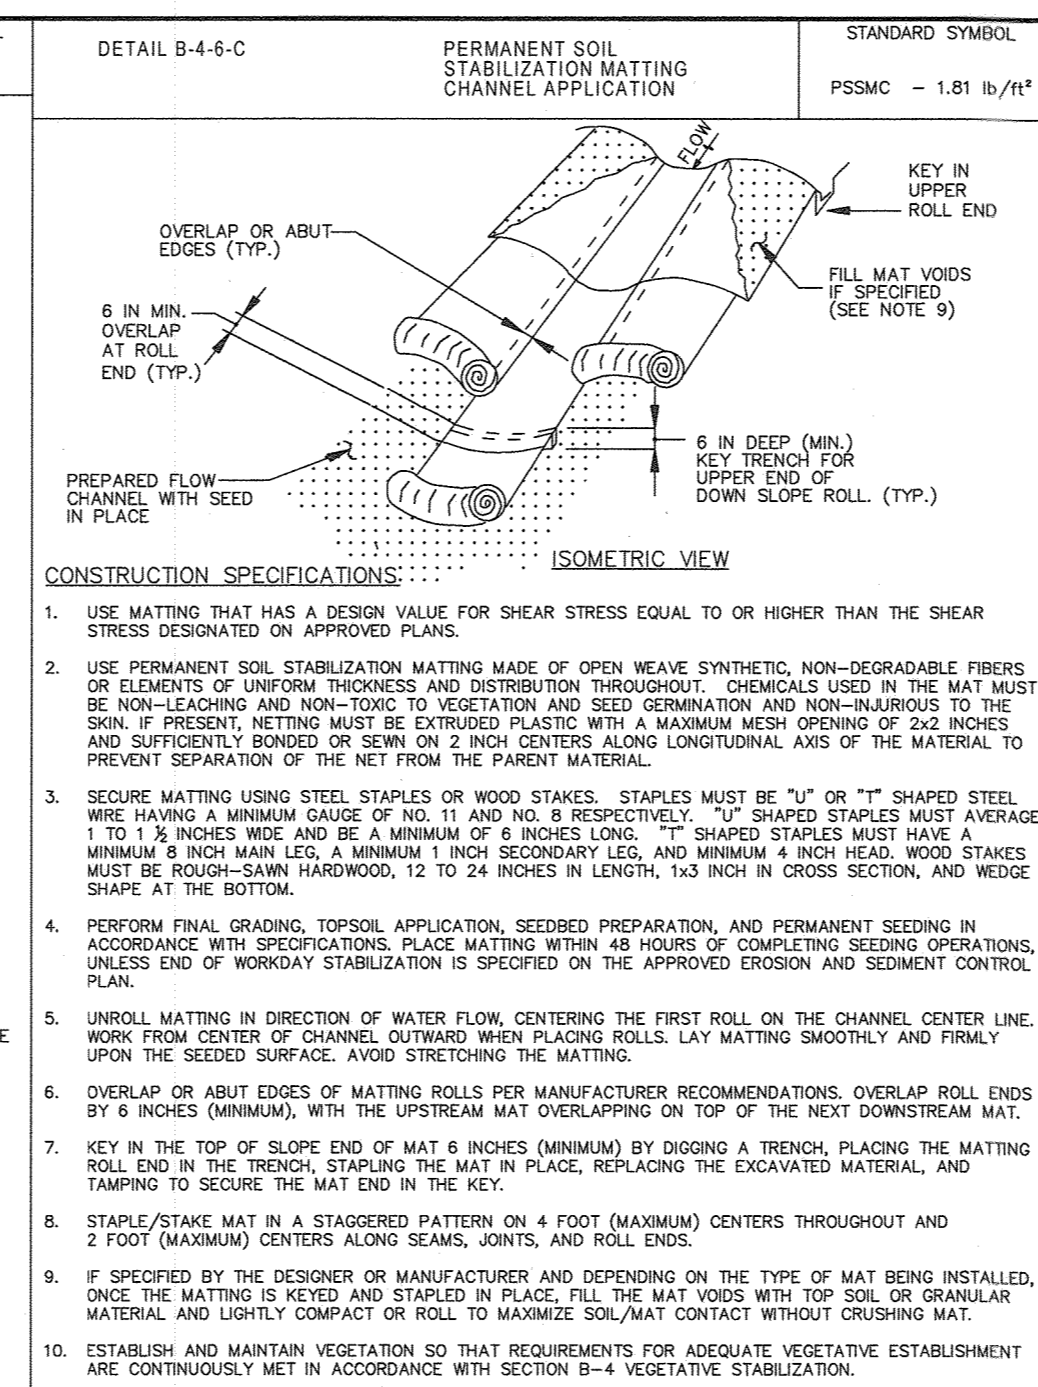 DETAIL B-4-6-C
PERMANENT SOIL
STABILIZATION MATTING
CHANNEL APPLICATION
STANDARD SYMBOL
PSSMC - 1.81 lb/ft²
FLOW
KEY IN
UPPER
ROLL END
OVERLAP OR ABUT
EDGES (TYP.)
FILL MAT VOIDS
IF SPECIFIED
(SEE NOTE 9)
6 IN MIN.
OVERLAP
AT ROLL
END (TYP.)
6 IN DEEP (MIN.)
KEY TRENCH FOR
UPPER END OF
DOWN SLOPE ROLL. (TYP.)
PREPARED FLOW
CHANNEL WITH SEED
IN PLACE
ISOMETRIC VIEW
CONSTRUCTION SPECIFICATIONS:
1. USE MATTING THAT HAS A DESIGN VALUE FOR SHEAR STRESS EQUAL TO OR HIGHER THAN THE SHEAR
STRESS DESIGNATED ON APPROVED PLANS.
2. USE PERMANENT SOIL STABILIZATION MATTING MADE OF OPEN WEAVE SYNTHETIC, NON-DEGRADABLE FIBERS
OR ELEMENTS OF UNIFORM THICKNESS AND DISTRIBUTION THROUGHOUT. CHEMICALS USED IN THE MAT MUST
BE NON-LEACHING AND NON-TOXIC TO VEGETATION AND SEED GERMINATION AND NON-INJURIOUS TO THE
SKIN. IF PRESENT, NETTING MUST BE EXTRUDED PLASTIC WITH A MAXIMUM MESH OPENING OF 2x2 INCHES
AND SUFFICIENTLY BONDED OR SEWN ON 2 INCH CENTERS ALONG LONGITUDINAL AXIS OF THE MATERIAL TO
PREVENT SEPARATION OF THE NET FROM THE PARENT MATERIAL.
3. SECURE MATTING USING STEEL STAPLES OR WOOD STAKES. STAPLES MUST BE "U" OR "T" SHAPED STEEL
WIRE HAVING A MINIMUM GAUGE OF NO. 11 AND NO. 8 RESPECTIVELY. "U" SHAPED STAPLES MUST AVERAGE
1 TO 1 ½ INCHES WIDE AND BE A MINIMUM OF 6 INCHES LONG. "T" SHAPED STAPLES MUST HAVE A
MINIMUM 8 INCH MAIN LEG, A MINIMUM 1 INCH SECONDARY LEG, AND MINIMUM 4 INCH HEAD. WOOD STAKES
MUST BE ROUGH-SAWN HARDWOOD, 12 TO 24 INCHES IN LENGTH, 1x3 INCH IN CROSS SECTION, AND WEDGE
SHAPE AT THE BOTTOM.
4. PERFORM FINAL GRADING, TOPSOIL APPLICATION, SEEDBED PREPARATION, AND PERMANENT SEEDING IN
ACCORDANCE WITH SPECIFICATIONS. PLACE MATTING WITHIN 48 HOURS OF COMPLETING SEEDING OPERATIONS,
UNLESS END OF WORKDAY STABILIZATION IS SPECIFIED ON THE APPROVED EROSION AND SEDIMENT CONTROL
PLAN.
5. UNROLL MATTING IN DIRECTION OF WATER FLOW, CENTERING THE FIRST ROLL ON THE CHANNEL CENTER LINE.
WORK FROM CENTER OF CHANNEL OUTWARD WHEN PLACING ROLLS. LAY MATTING SMOOTHLY AND FIRMLY
UPON THE SEEDED SURFACE. AVOID STRETCHING THE MATTING.
6. OVERLAP OR ABUT EDGES OF MATTING ROLLS PER MANUFACTURER RECOMMENDATIONS. OVERLAP ROLL ENDS
BY 6 INCHES (MINIMUM), WITH THE UPSTREAM MAT OVERLAPPING ON TOP OF THE NEXT DOWNSTREAM MAT.
7. KEY IN THE TOP OF SLOPE END OF MAT 6 INCHES (MINIMUM) BY DIGGING A TRENCH, PLACING THE MATTING
ROLL END IN THE TRENCH, STAPLING THE MAT IN PLACE, REPLACING THE EXCAVATED MATERIAL, AND
TAMPING TO SECURE THE MAT END IN THE KEY.
8. STAPLE/STAKE MAT IN A STAGGERED PATTERN ON 4 FOOT (MAXIMUM) CENTERS THROUGHOUT AND
2 FOOT (MAXIMUM) CENTERS ALONG SEAMS, JOINTS, AND ROLL ENDS.
9. IF SPECIFIED BY THE DESIGNER OR MANUFACTURER AND DEPENDING ON THE TYPE OF MAT BEING INSTALLED,
ONCE THE MATTING IS KEYED AND STAPLED IN PLACE, FILL THE MAT VOIDS WITH TOP SOIL OR GRANULAR
MATERIAL AND LIGHTLY COMPACT OR ROLL TO MAXIMIZE SOIL/MAT CONTACT WITHOUT CRUSHING MAT.
10. ESTABLISH AND MAINTAIN VEGETATION SO THAT REQUIREMENTS FOR ADEQUATE VEGETATIVE ESTABLISHMENT
ARE CONTINUOUSLY MET IN ACCORDANCE WITH SECTION B-4 VEGETATIVE STABILIZATION.